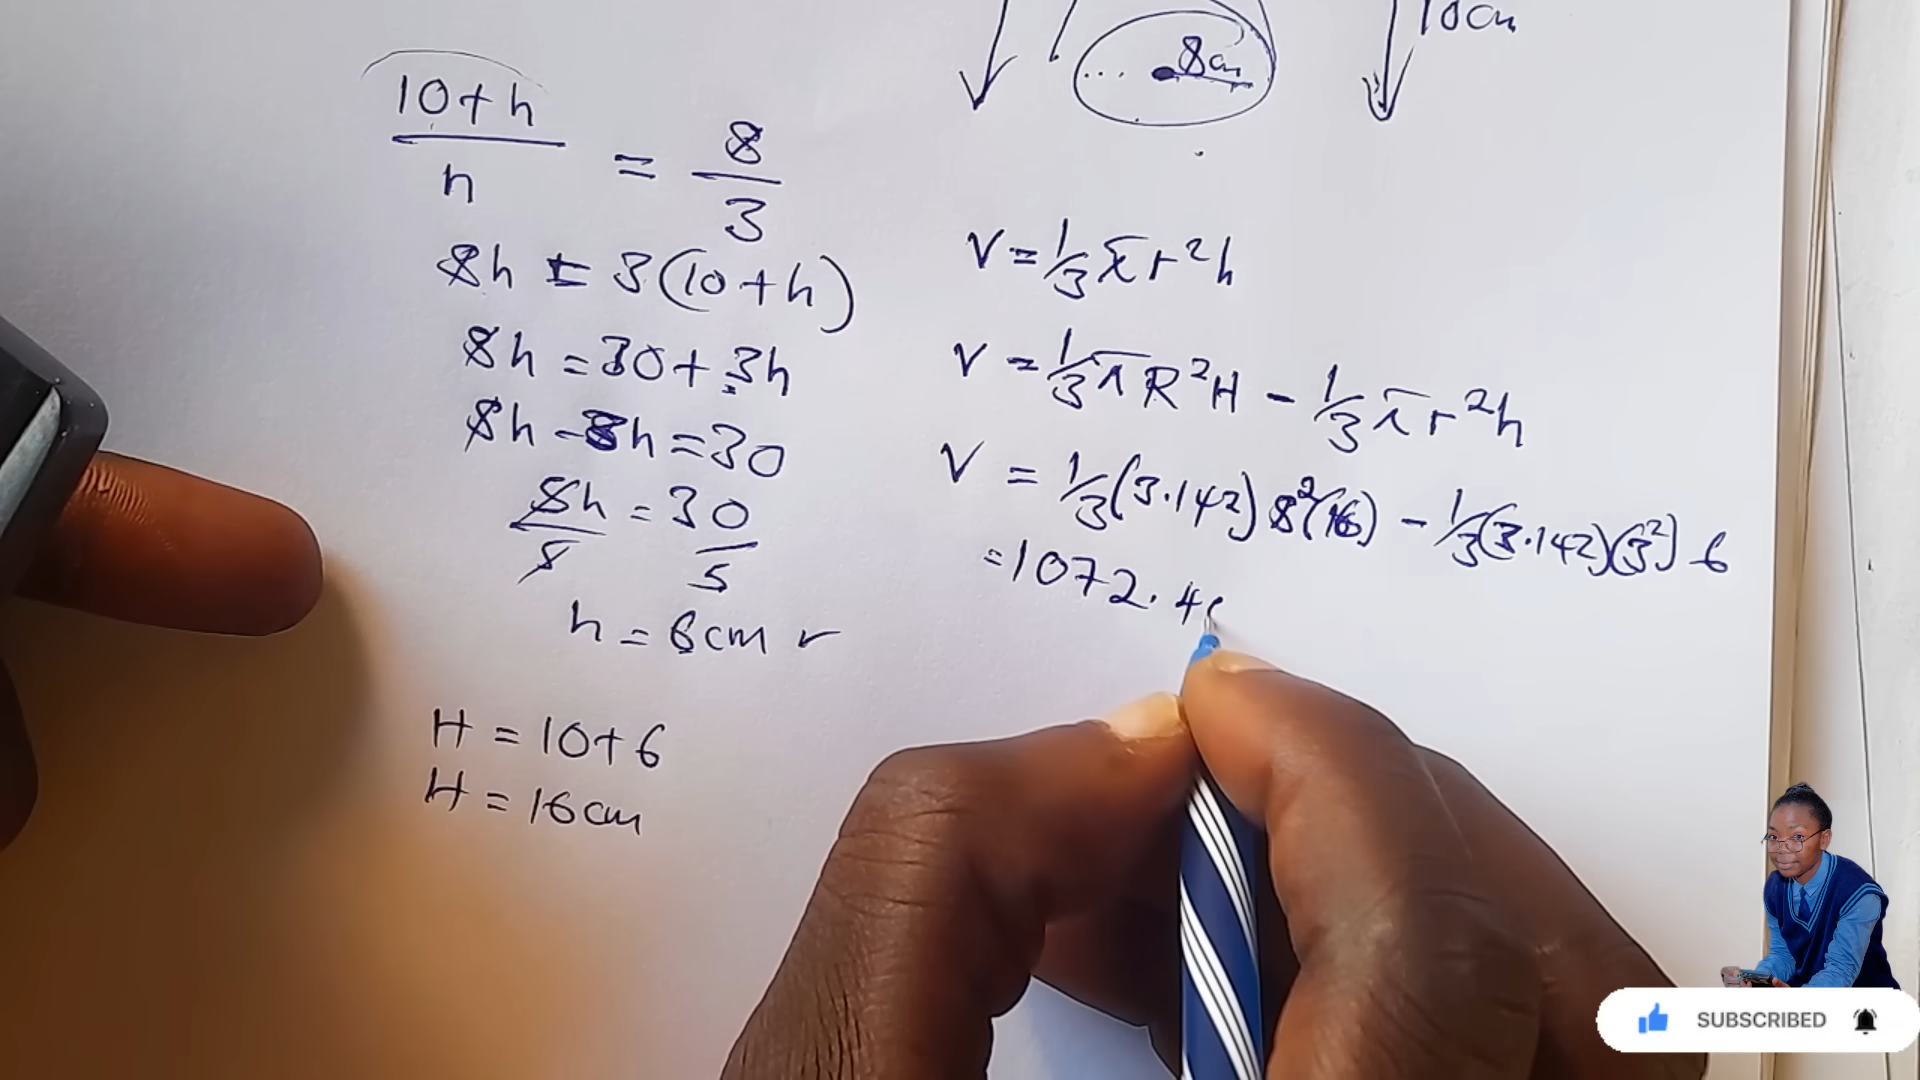 10cm
8cm
10+h/h = 8/3
8h = 3(10+h)
8h = 30+3h
8h - 3h = 30
5h/5 = 30/5
h = 6cm
H = 10+6
H = 16cm
V = 1/3 πr²h
V = 1/3 πR²H - 1/3 πr²h
V = 1/3(3.142) 8²(16) - 1/3(3.142)(3²) 6
= 1072.4
SUBSCRIBED